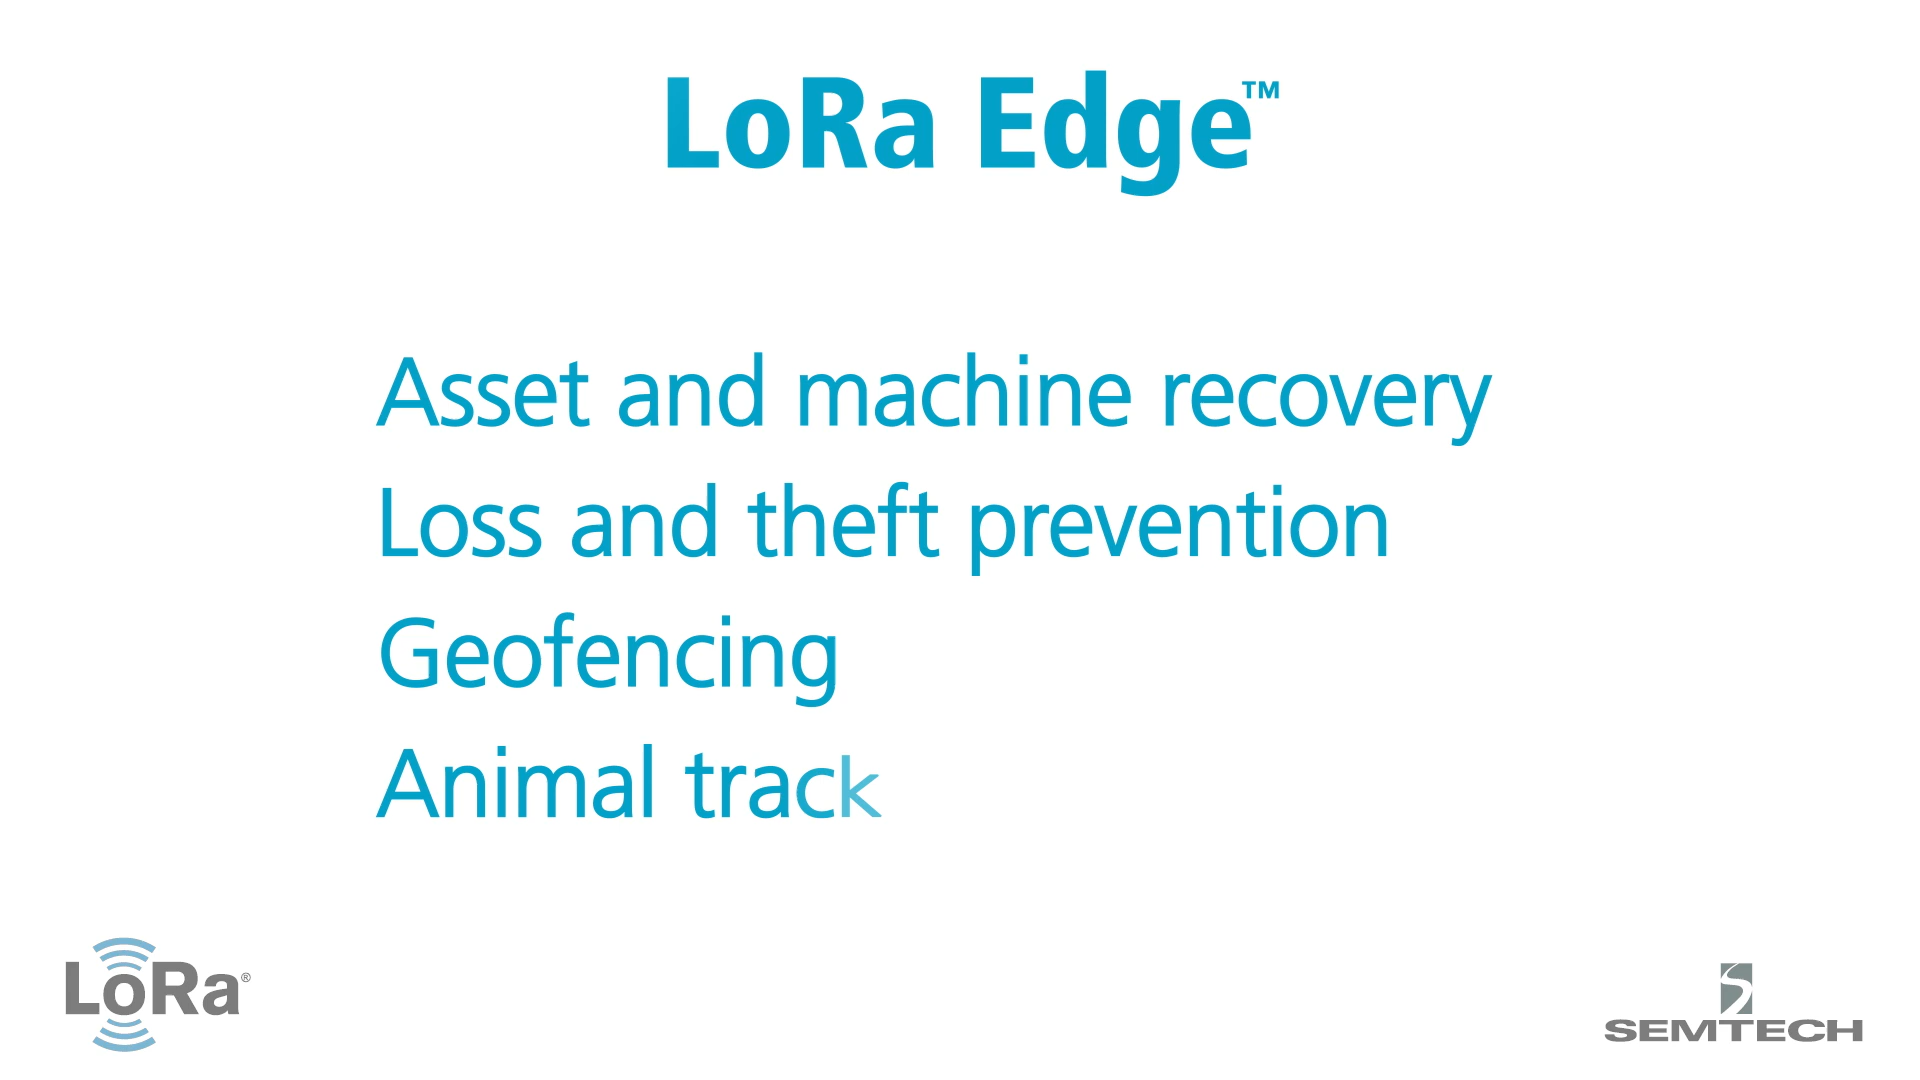 LoRa Edge™
Asset and machine recovery
Loss and theft prevention
Geofencing
Animal track
LoRa®
SEMTECH